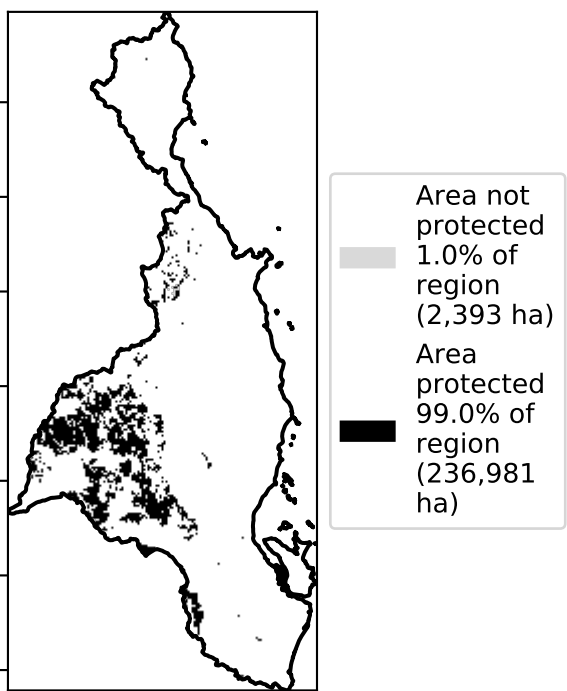 Area not
protected
1.0% of
region
(2,393 ha)
Area
protected
99.0% of
region
(236,981
ha)